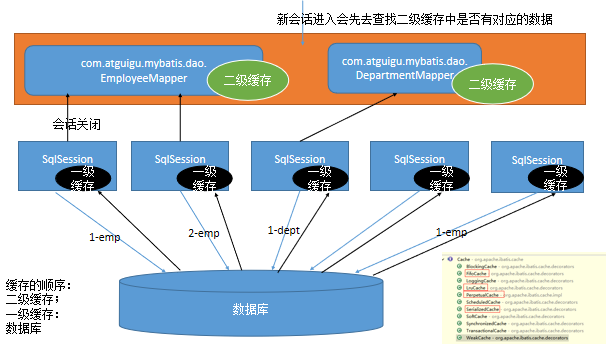 新会话进入会先去查找二级缓存中是否有对应的数据
com.atguigu.mybatis.dao.
EmployeeMapper
二级缓存
com.atguigu.mybatis.dao.
DepartmentMapper
二级缓存
会话关闭
SqlSession
一级
缓存
SqlSession
一级
缓存
SqlSession
一级
缓存
SqlSession
一级
缓存
SqlSession
一级
缓存
1-emp
2-emp
1-dept
1-emp
缓存的顺序:
二级缓存;
一级缓存:
数据库
数据库
Cache - org.apache.ibatis.cache
BlockingCache - org.apache.ibatis.cache.decorators
FifoCache - org.apache.ibatis.cache.decorators
LoggingCache - org.apache.ibatis.cache.decorators
LruCache - org.apache.ibatis.cache.decorators
PerpetualCache - org.apache.ibatis.cache.impl
ScheduledCache - org.apache.ibatis.cache.decorators
SerializedCache - org.apache.ibatis.cache.decorators
SoftCache - org.apache.ibatis.cache.decorators
SynchronizedCache - org.apache.ibatis.cache.decorators
TransactionalCache - org.apache.ibatis.cache.decorators
WeakCache - org.apache.ibatis.cache.decorators